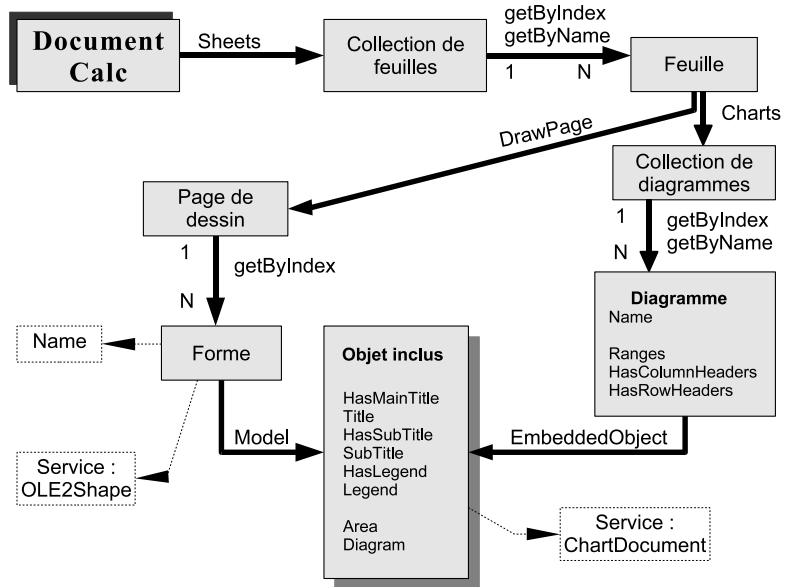 Document
Calc
Sheets
Collection de
feuilles
getByIndex
getByName
1 N
Feuille
DrawPage
Charts
Collection de
diagrammes
Page de
dessin
1
getByIndex
N
1
getByIndex
getByName
N
Diagramme
Name
Ranges
HasColumnHeaders
HasRowHeaders
Name
Forme
Objet inclus
HasMainTitle
Title
HasSubTitle
SubTitle
HasLegend
Legend
Area
Diagram
Model
EmbeddedObject
Service :
OLE2Shape
Service :
ChartDocument